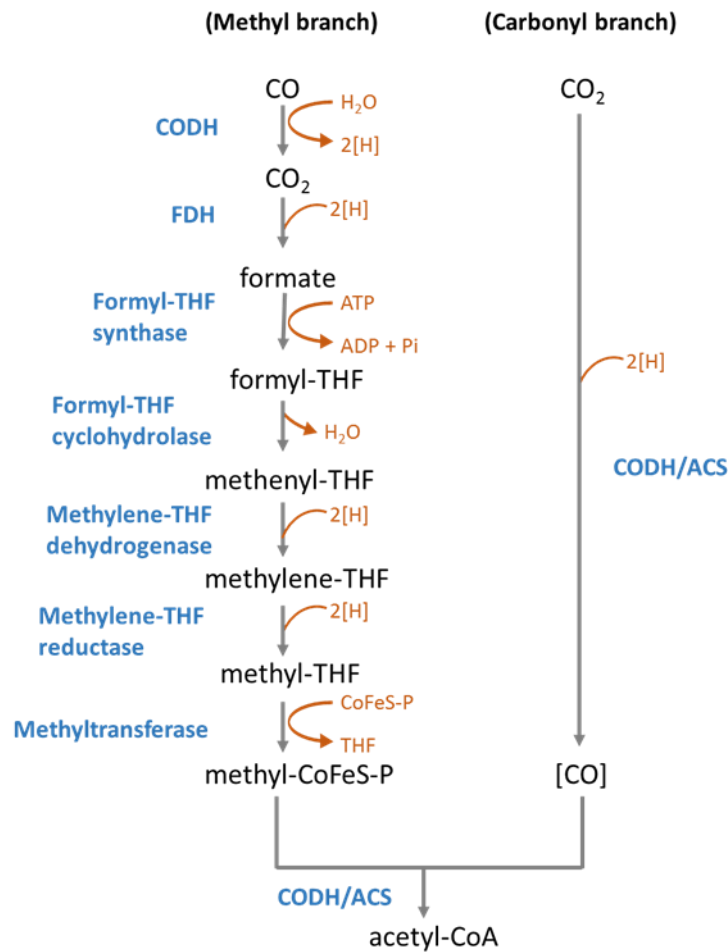 (Methyl branch) (Carbonyl branch)
CO
CO2
H2O
CODH
2[H]
CO2
FDH
2[H]
formate
Formyl-THF
synthase
ATP
ADP + Pi
formyl-THF
2[H]
Formyl-THF
cyclohydrolase
H2O
CODH/ACS
methenyl-THF
Methylene-THF
dehydrogenase
2[H]
methylene-THF
Methylene-THF
reductase
2[H]
methyl-THF
CoFeS-P
Methyltransferase
THF
methyl-CoFeS-P
[CO]
CODH/ACS
acetyl-CoA